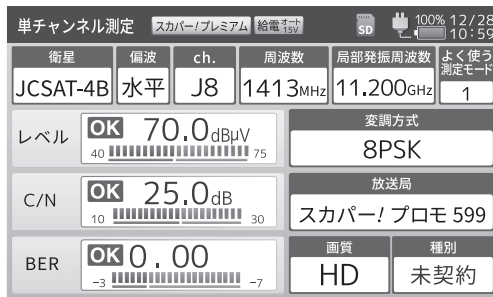 単チャンネル測定 スカパー!プレミアム 給電 オート 15V SD 100% 12/28 10:59
衛星 偏波 ch. 周波数 局部発振周波数 よく使う測定モード
JCSAT-4B 水平 J8 1413MHz 11.200GHz 1
レベル OK 70.0dBμV
40 75
変調方式
8PSK
C/N OK 25.0dB
10 30
放送局
スカパー! プロモ 599
BER OK 0.00
-3 -7
画質 種別
HD 未契約